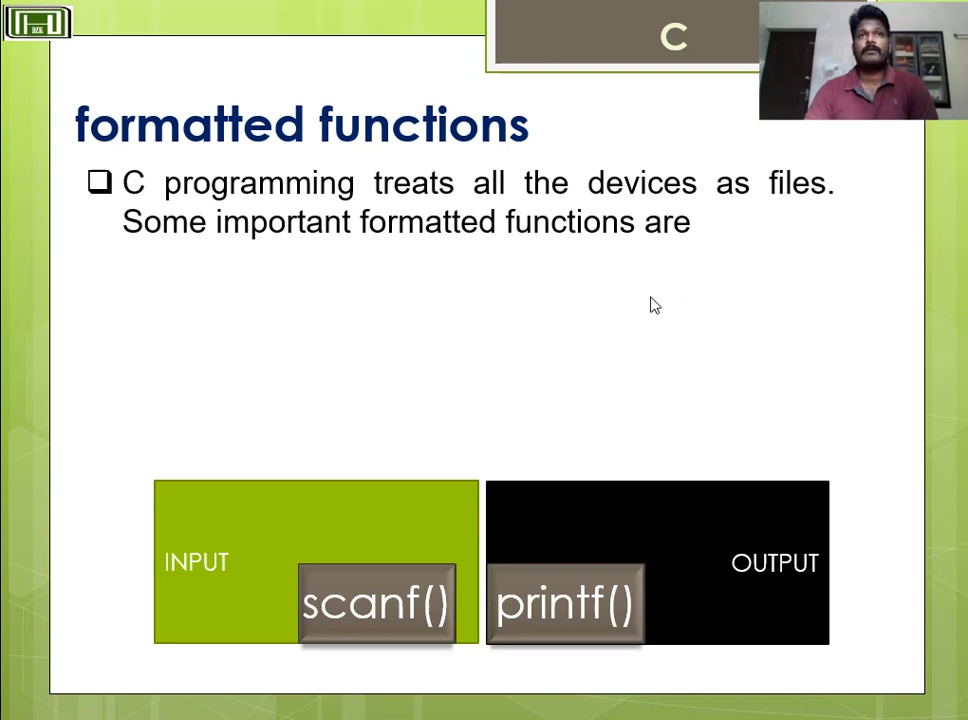 C
formatted functions
C programming treats all the devices as files.
Some important formatted functions are
INPUT
OUTPUT
scanf()
printf()